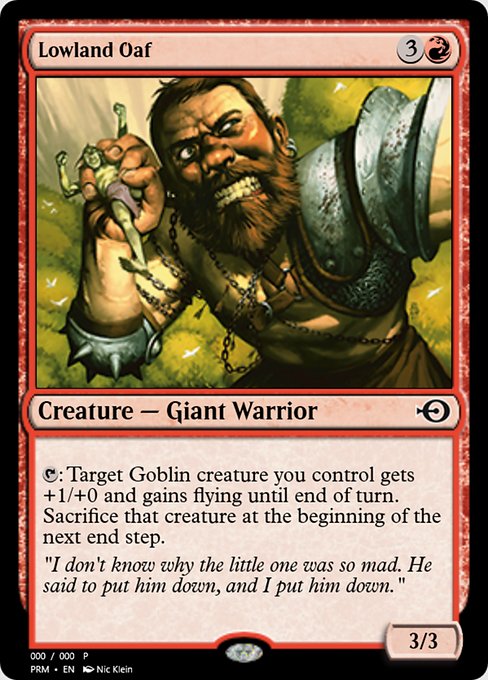 Lowland Oaf 3
Creature — Giant Warrior
: Target Goblin creature you control gets
+1/+0 and gains flying until end of turn.
Sacrifice that creature at the beginning of the
next end step.
"I don't know why the little one was so mad. He
said to put him down, and I put him down."
3/3
000 / 000 P
PRM • EN Nic Klein